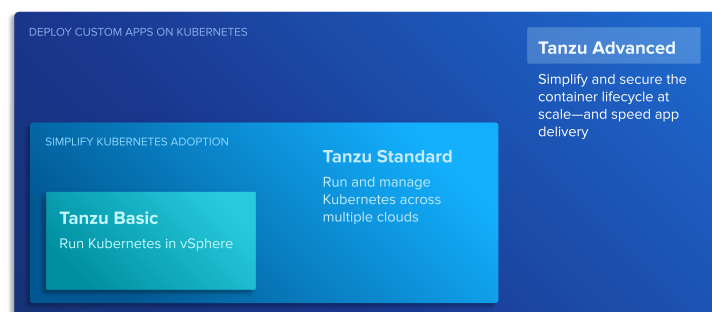 DEPLOY CUSTOM APPS ON KUBERNETES
Tanzu Advanced
Simplify and secure the
container lifecycle at
scale—and speed app
delivery
SIMPLIFY KUBERNETES ADOPTION
Tanzu Standard
Run and manage
Kubernetes across
multiple clouds
Tanzu Basic
Run Kubernetes in vSphere